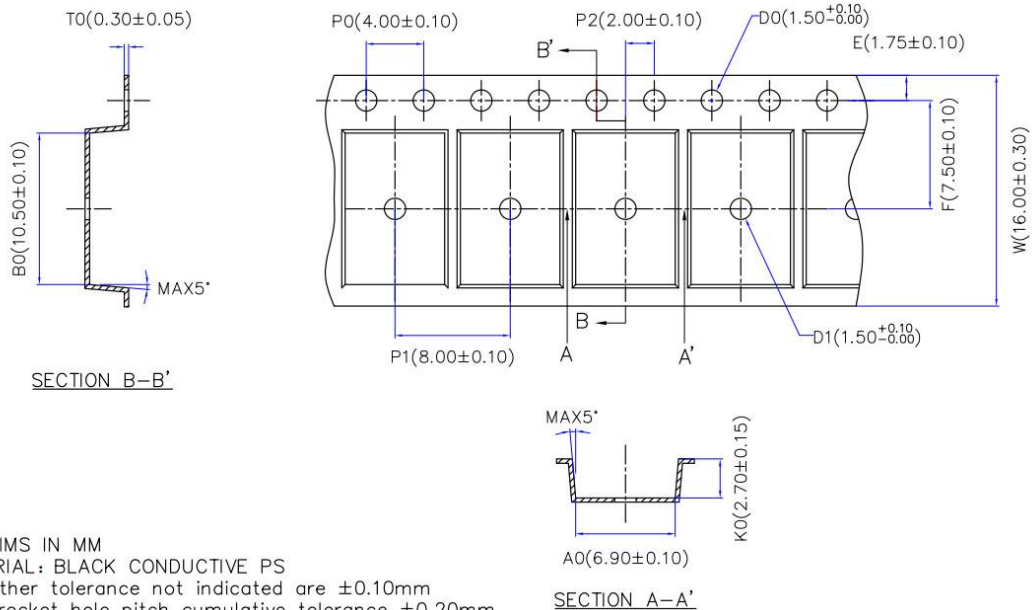 T0(0.30±0.05)
P0(4.00±0.10)
P2(2.00±0.10)
D0(1.50+0.10-0.00)
E(1.75±0.10)
B'
B0(10.50±0.10)
F(7.50±0.10)
W(16.00±0.30)
MAX5°
B
P1(8.00±0.10)
A
A'
D1(1.50+0.10-0.00)
SECTION B-B'
MAX5°
K0(2.70±0.15)
A0(6.90±0.10)
SECTION A-A'
IMS IN MM
RIAL: BLACK CONDUCTIVE PS
ther tolerance not indicated are ±0.10mm
rocket hole pitch cumulative tolerance ±0.20mm